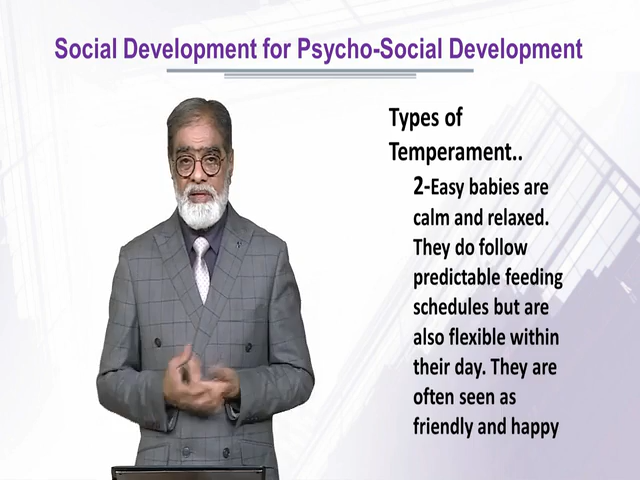 Social Development for Psycho-Social Development
Types of
Temperament..
2-Easy babies are
calm and relaxed.
They do follow
predictable feeding
schedules but are
also flexible within
their day. They are
often seen as
friendly and happy